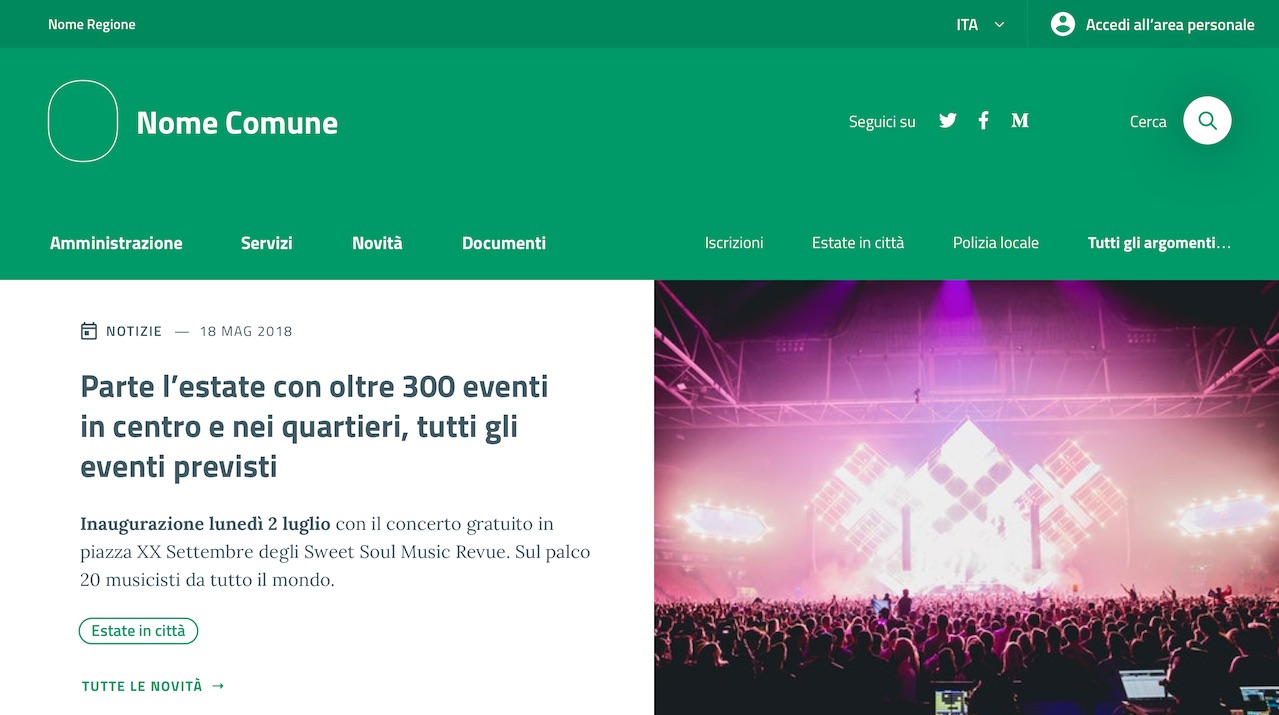 Nome Regione
ITA
Accedi all’area personale
Nome Comune
Seguici su
Cerca
Amministrazione
Servizi
Novità
Documenti
Iscrizioni
Estate in città
Polizia locale
Tutti gli argomenti...
NOTIZIE — 18 MAG 2018
Parte l’estate con oltre 300 eventi
in centro e nei quartieri, tutti gli
eventi previsti
Inaugurazione lunedì 2 luglio con il concerto gratuito in
piazza XX Settembre degli Sweet Soul Music Revue. Sul palco
20 musicisti da tutto il mondo.
Estate in città
TUTTE LE NOVITÀ →